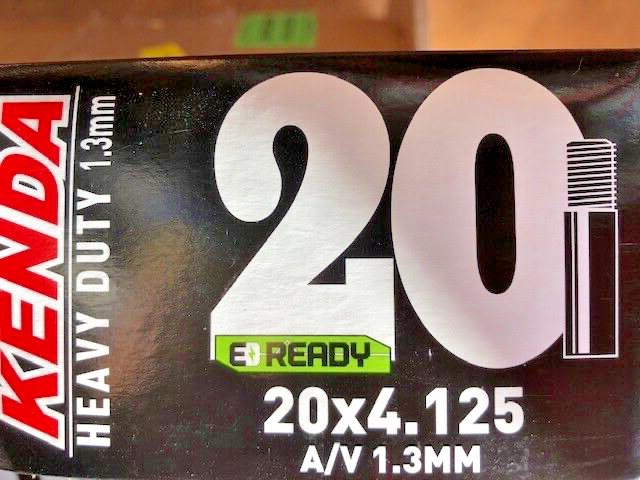 KENDA
HEAVY DUTY 1.3mm
20
E READY
20x4.125
A/V 1.3MM